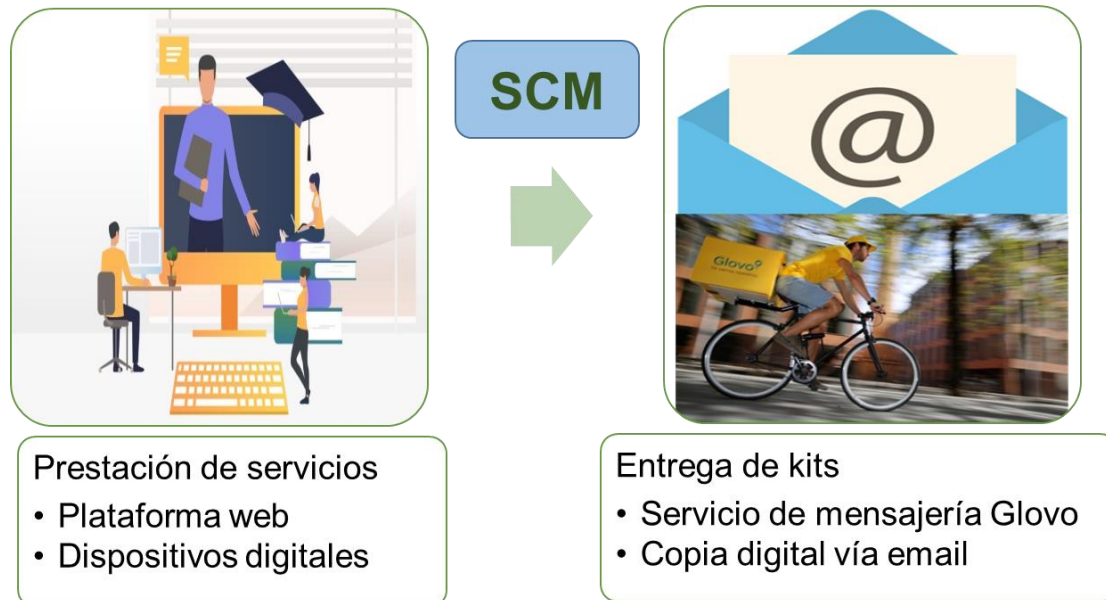 SCM
@
Glovo
Prestación de servicios
• Plataforma web
• Dispositivos digitales
Entrega de kits
• Servicio de mensajería Glovo
• Copia digital vía email